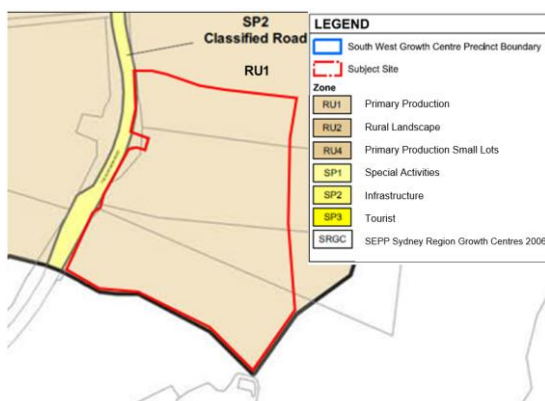 SP2
Classified Road
RU1
LEGEND
South West Growth Centre Precinct Boundary
Subject Site
Zone
RU1 Primary Production
RU2 Rural Landscape
RU4 Primary Production Small Lots
SP1 Special Activities
SP2 Infrastructure
SP3 Tourist
SRGC SEPP Sydney Region Growth Centres 2006